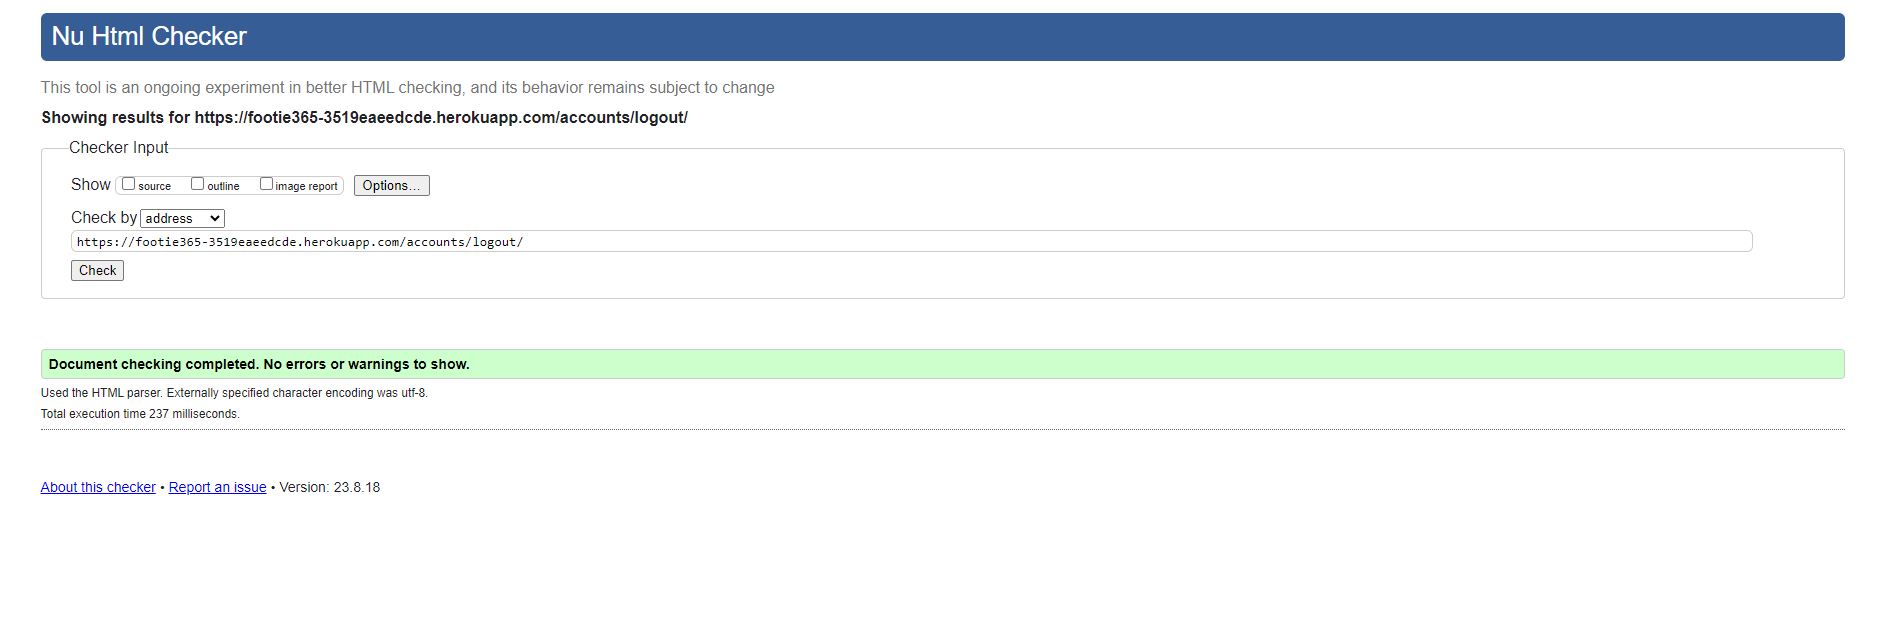 Nu Html Checker
This tool is an ongoing experiment in better HTML checking, and its behavior remains subject to change
Showing results for https://footie365-3519eaeedcde.herokuapp.com/accounts/logout/
Checker Input
Show source outline image report Options...
Check by address
https://footie365-3519eaeedcde.herokuapp.com/accounts/logout/
Check
Document checking completed. No errors or warnings to show.
Used the HTML parser. Externally specified character encoding was utf-8.
Total execution time 237 milliseconds.
About this checker • Report an issue • Version: 23.8.18